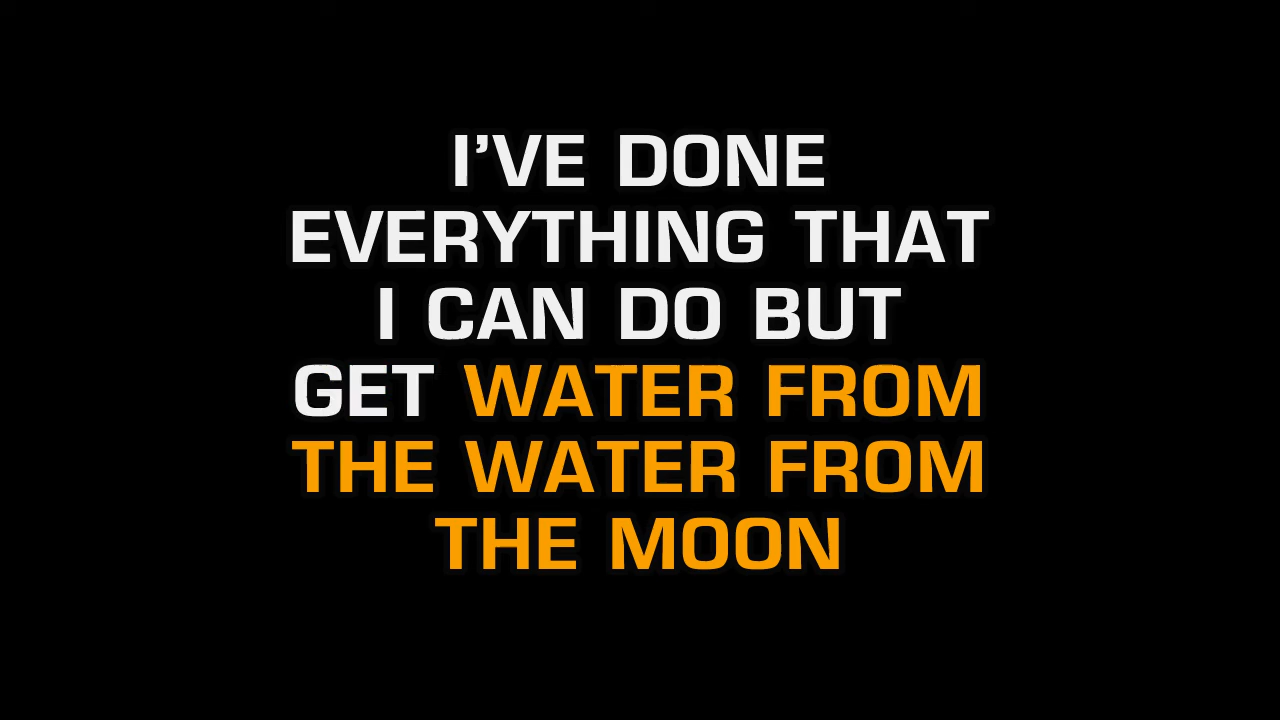 I'VE DONE
EVERYTHING THAT
I CAN DO BUT
GET WATER FROM
THE WATER FROM
THE MOON